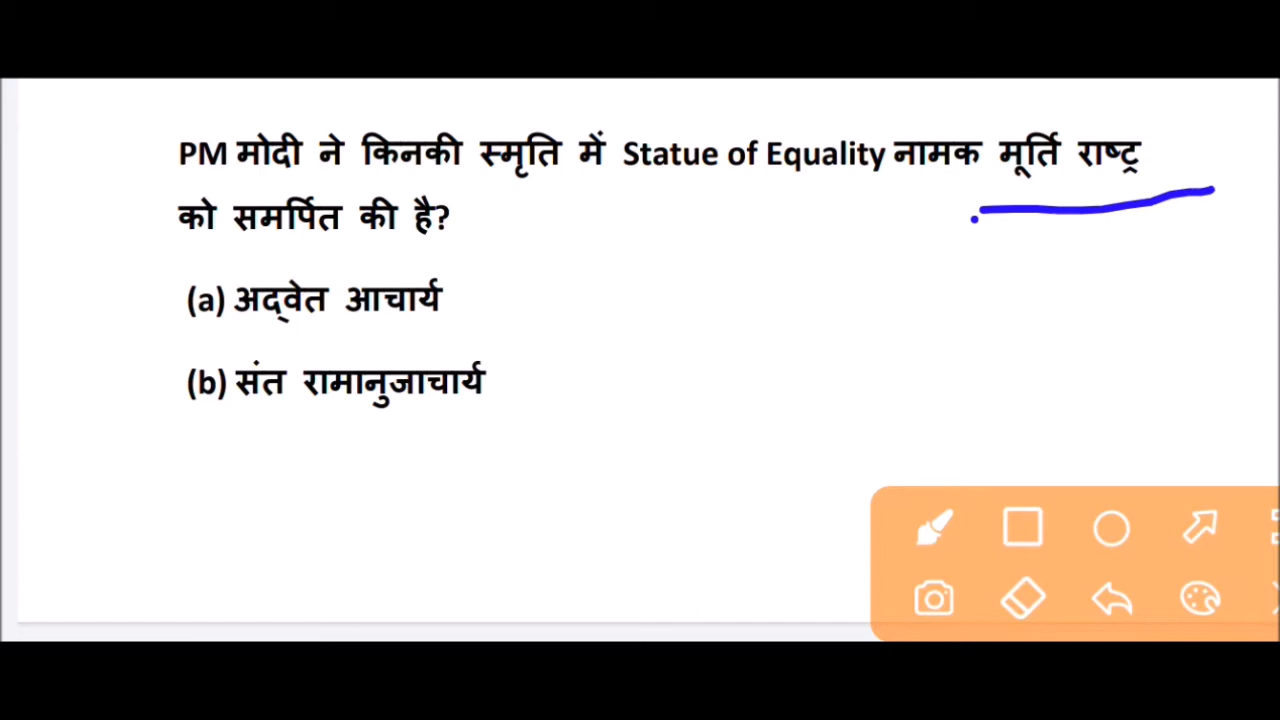 PM मोदी ने किनकी स्मृति में Statue of Equality नामक मूर्ति राष्ट्र
को समर्पित की है?
(a) अद्वेत आचार्य
(b) संत रामानुजाचार्य